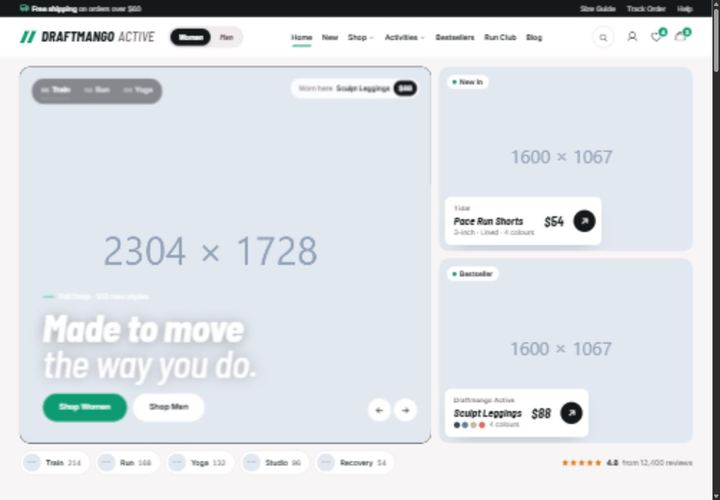 Free shipping on orders over $60
Size Guide Track Order Help
DRAFTMANGO ACTIVE
Women Men
Home New Shop Activities Bestsellers Run Club Blog
Train Run Yoga
Worn here Sculpt Leggings $88
2304 × 1728
Made to move
the way you do.
Shop Women Shop Men
New In
1600 × 1067
Tidar
Pace Run Shorts $54
Lined · 4 colours
Bestseller
1600 × 1067
Draftmango Active
Sculpt Leggings $88
4 colours
Train 214 Run 168 Yoga 132 Studio 96 Recovery 54
4.8 from 12,400 reviews